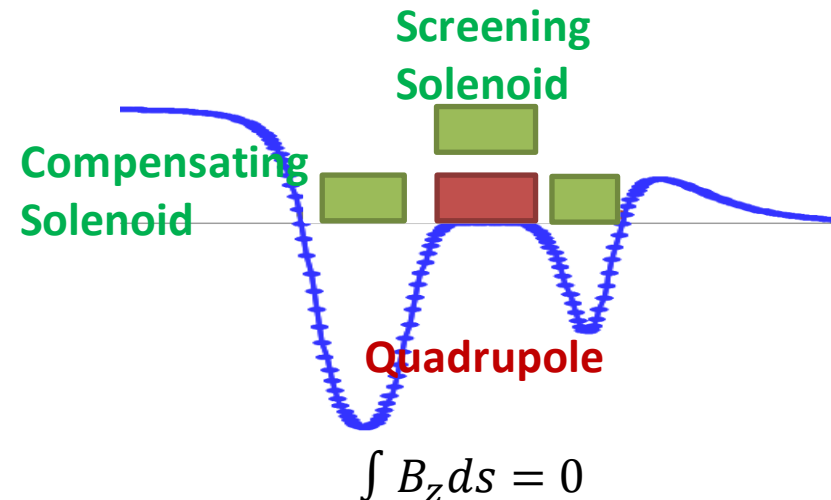 Screening
Solenoid
Compensating
Solenoid
Quadrupole
∫ B_z ds = 0